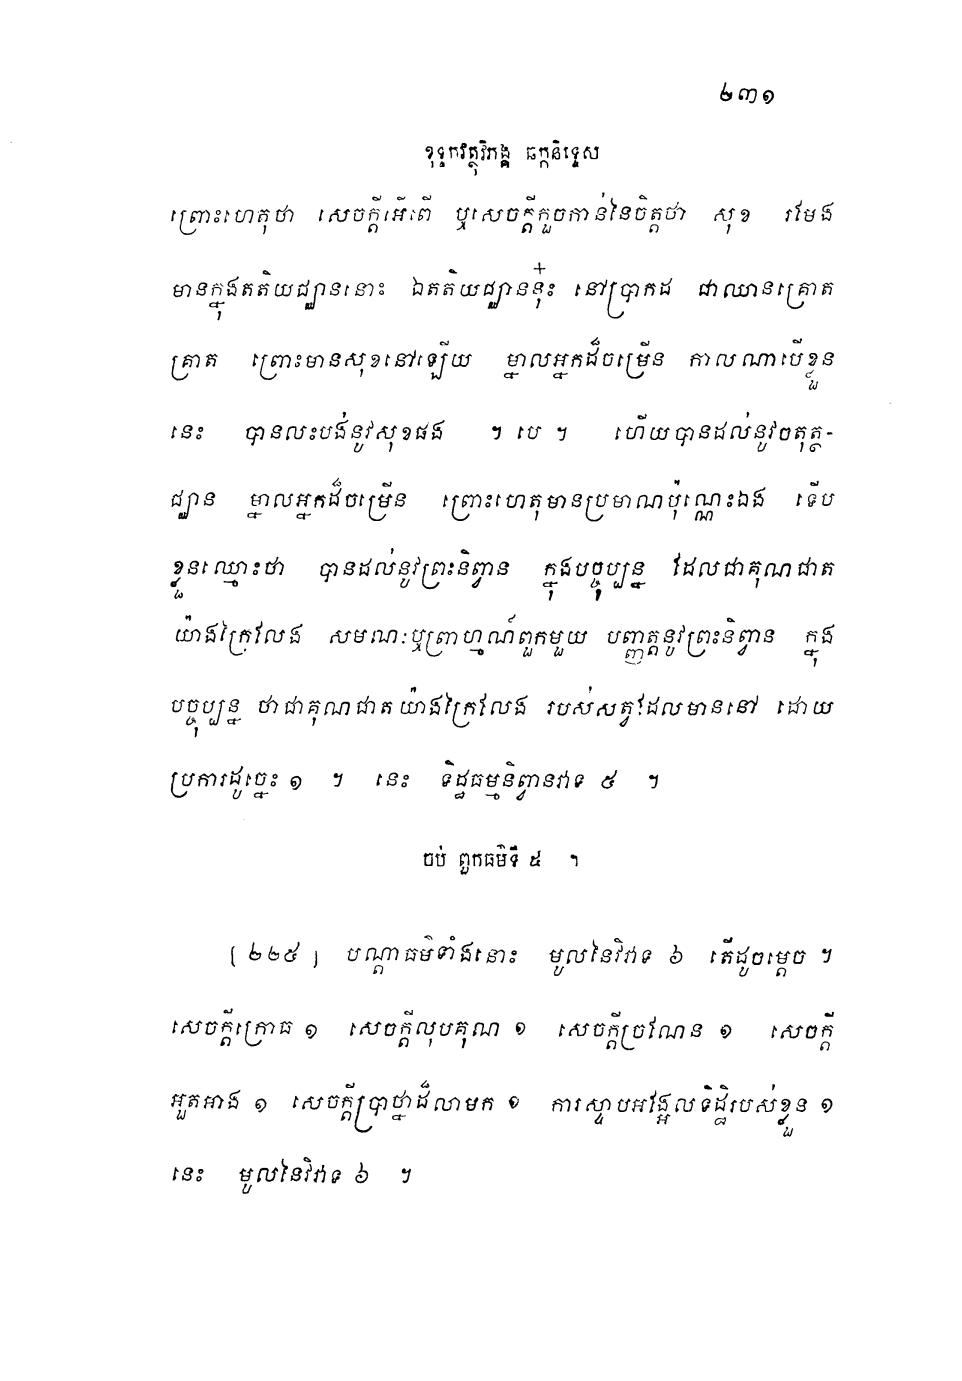 ២៣១
ខុទ្ទកវត្ថុវិភង្គ ឆក្កនិទ្ទេស
ព្រោះហេតុថា សេចក្តីអើពើ ឬសេចក្តីកួចកាន់នៃចិត្តថា សុខ រមែង
មានក្នុងតតិយជ្ឈាននោះ ឯតតិយជ្ឈាននុ៎ះ នៅប្រាកដ ជាឈានគ្រោត
គ្រាត ព្រោះមានសុខនៅឡើយ ម្នាលអ្នកដ៏ចម្រើន កាលណាបើខ្លួន
នេះ បានលះបង់នូវសុខផង ។ បេ ។ ហើយបានដល់នូវចតុត្ថ-
ជ្ឈាន ម្នាលអ្នកដ៏ចម្រើន ព្រោះហេតុមានប្រមាណប៉ុណ្ណេះឯង ទើប
ខ្លួនឈ្មោះថា បានដល់នូវព្រះនិព្វាន ក្នុងបច្ចុប្បន្ន ដែលជាគុណជាត
យ៉ាងក្រៃលែង សមណៈឬព្រាហ្មណ៍ពួកមួយ បញ្ញត្តនូវព្រះនិព្វាន ក្នុង
បច្ចុប្បន្ន ថាជាគុណជាតយ៉ាងក្រៃលែង របស់សត្វដែលមាននៅ ដោយ
ប្រការដូច្នេះ ១ ។ នេះ ទិដ្ឋធម្មនិព្វានវាទ ៥ ។
ចប់ ពួកធម៌ទី ៥ ។
[២២៥] បណ្តាធម៌ទាំងនោះ មូលនៃវិវាទ ៦ តើដូចម្តេច ។
សេចក្តីក្រោធ ១ សេចក្តីលុបគុណ ១ សេចក្តីច្រណែន ១ សេចក្តី
អួតអាង ១ សេចក្តីប្រាថ្នាដ៏លាមក ១ ការស្ទាបអង្អែលទិដ្ឋិរបស់ខ្លួន ១
នេះ មូលនៃវិវាទ ៦ ។